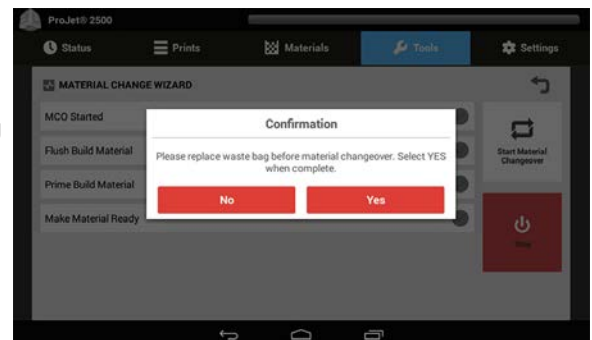 ProJet® 2500
Status
Prints
Materials
Tools
Settings
MATERIAL CHANGE WIZARD
MCO Started
Flush Build Material
Prime Build Material
Make Material Ready
Confirmation
Please replace waste bag before material changeover. Select YES
when complete.
No
Yes
Start Material
Changeover
Stop